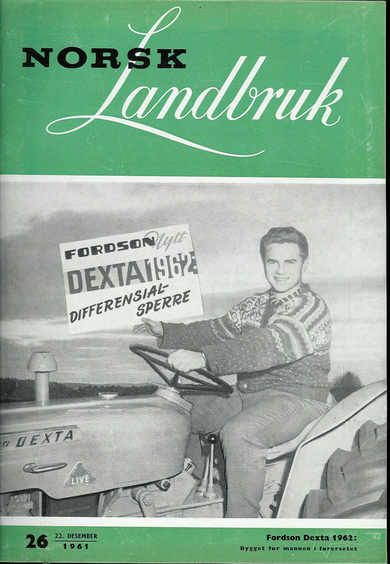 NORSK
Landbruk
FORDSON Nytt
DEXTA 1962
DIFFERENSIAL-
SPERRE
DEXTA
LIVE
26 22. DESEMBER
1961
Fordson Dexta 1962:
Bygget for mannen i førersetet